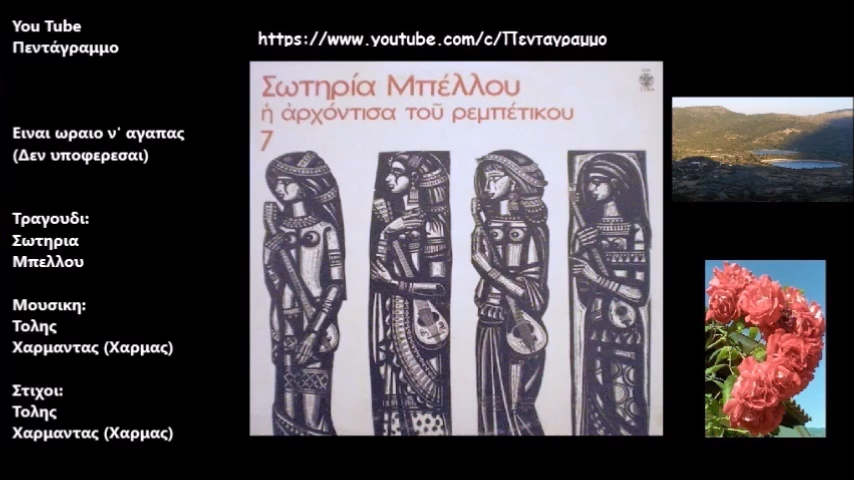 You Tube
Πεντάγραμμο
https://www.youtube.com/c/Πενταγραμμο
Ειναι ωραιο ν' αγαπας
(Δεν υποφερεσαι)
Τραγουδι:
Σωτηρια
Μπελλου
Μουσικη:
Τολης
Χαρμαντας (Χαρμας)
Στιχοι:
Τολης
Χαρμαντας (Χαρμας)
Σωτηρία Μπέλλου
ἡ ἀρχόντισα τοῦ ρεμπέτικου
7